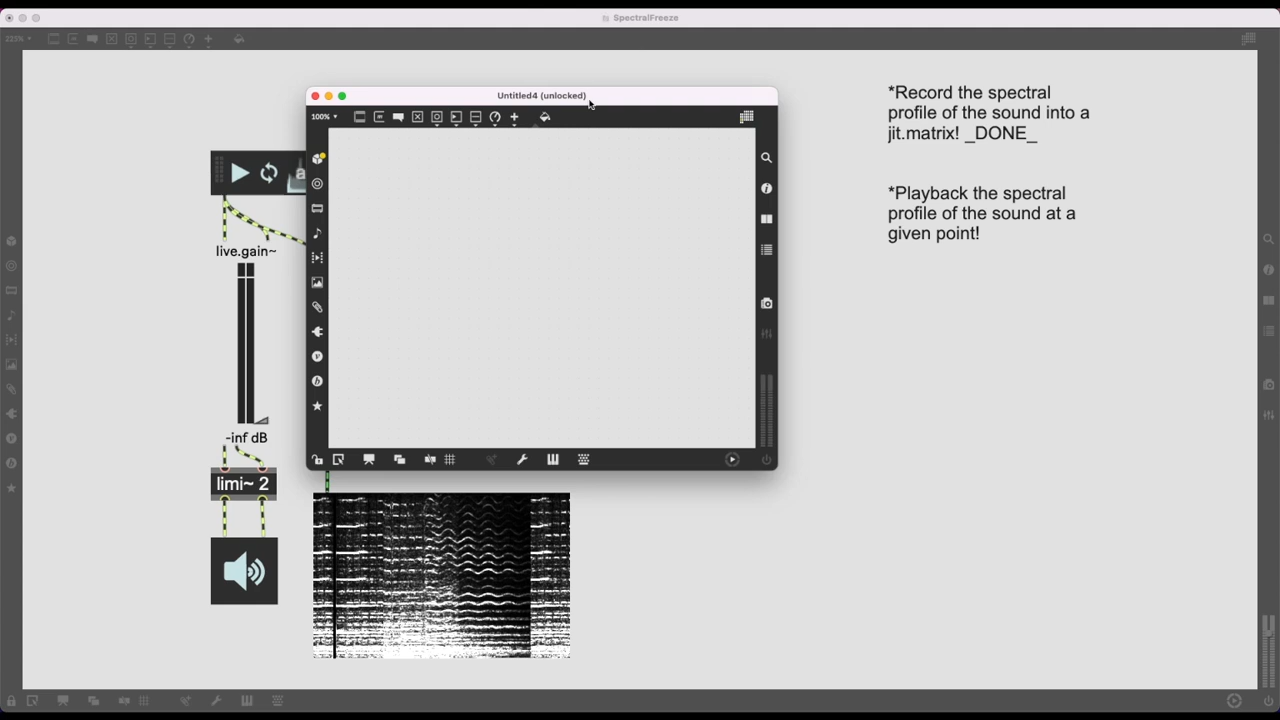 SpectralFreeze
225%
Untitled4 (unlocked)
100%
*Record the spectral
profile of the sound into a
jit.matrix! _DONE_
*Playback the spectral
profile of the sound at a
given point!
live.gain~
-inf dB
limi~ 2